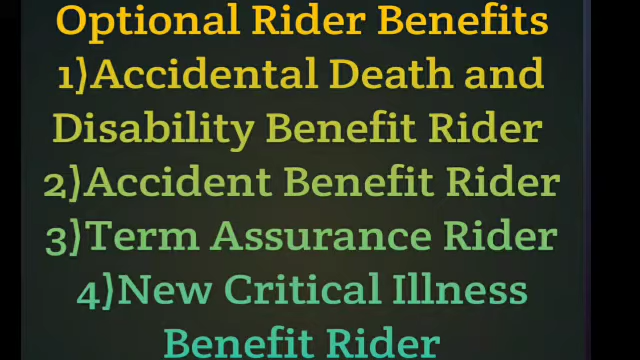 Optional Rider Benefits
1)Accidental Death and
Disability Benefit Rider
2)Accident Benefit Rider
3)Term Assurance Rider
4)New Critical Illness
Benefit Rider